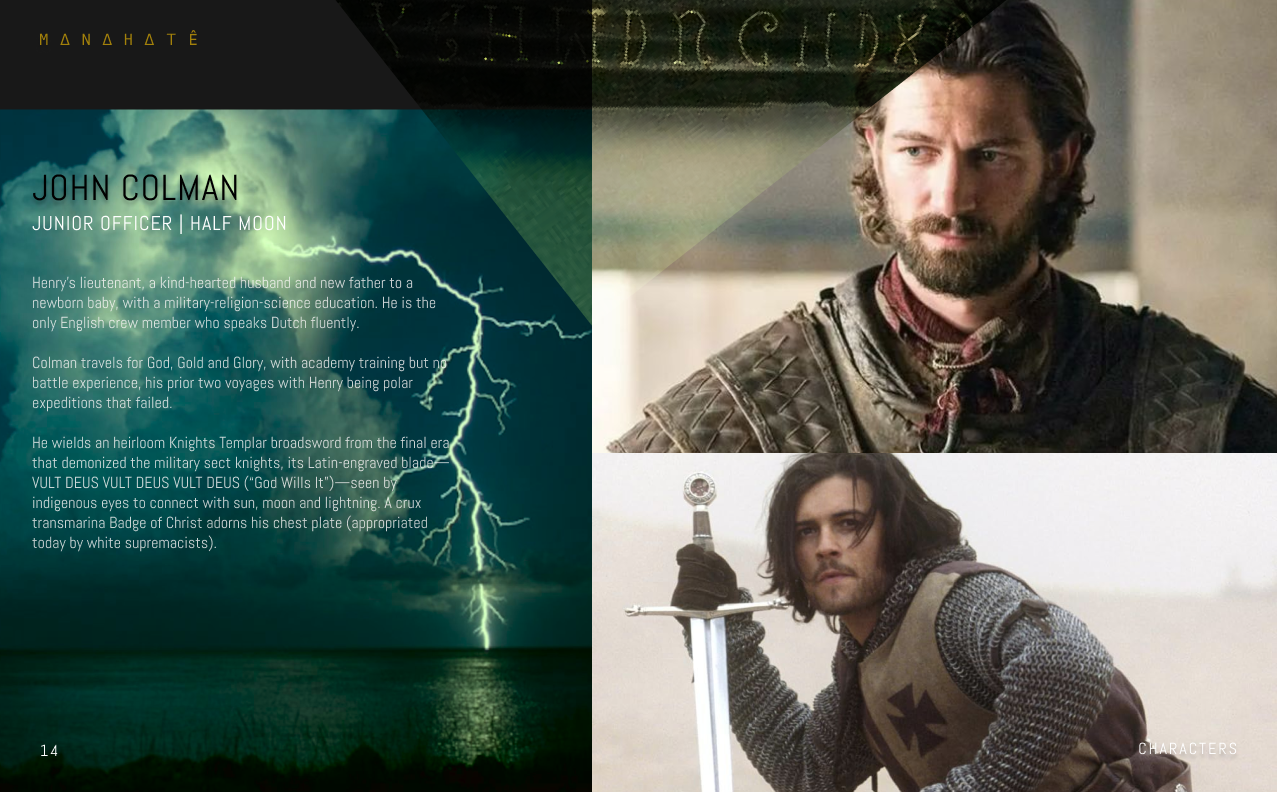 MΔNΔHΔTÊ
JOHN COLMAN
JUNIOR OFFICER | HALF MOON
Henry's lieutenant, a kind-hearted husband and new father to a
newborn baby, with a military-religion-science education. He is the
only English crew member who speaks Dutch fluently.
Colman travels for God, Gold and Glory, with academy training but no
battle experience, his prior two voyages with Henry being polar
expeditions that failed.
He wields an heirloom Knights Templar broadsword from the final era
that demonized the military sect knights, its Latin-engraved blade—
VULT DEUS VULT DEUS VULT DEUS ("God Wills It")—seen by
indigenous eyes to connect with sun, moon and lightning. A crux
transmarina Badge of Christ adorns his chest plate (appropriated
today by white supremacists).
14
CHARACTERS